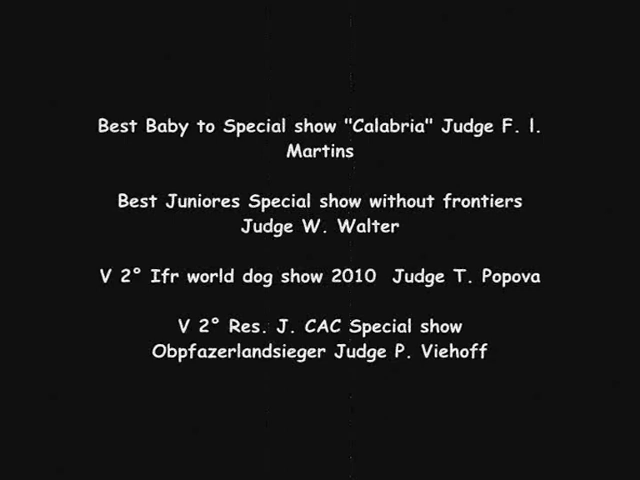 Best Baby to Special show "Calabria" Judge F. l.
Martins
Best Juniores Special show without frontiers
Judge W. Walter
V 2° Ifr world dog show 2010 Judge T. Popova
V 2° Res. J. CAC Special show
Obpfazerlandsieger Judge P. Viehoff